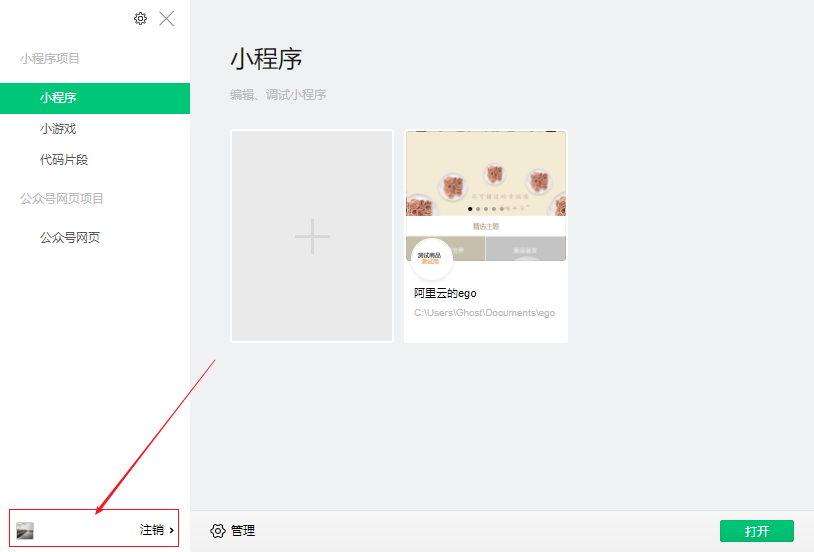 小程序项目
小程序
小游戏
代码片段
公众号网页项目
公众号网页
注销
小程序
编辑、调试小程序
精选主题
测试商品
测试用
阿里云的ego
C:\Users\Ghost\Documents\ego
管理
打开